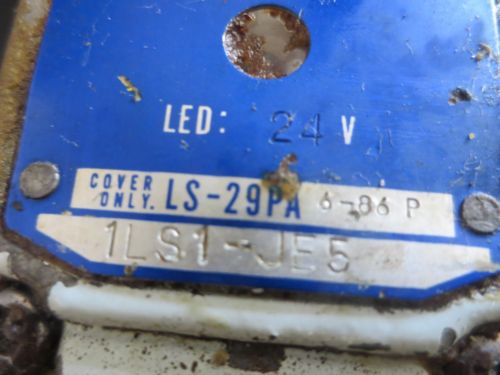 LED: 24 V
COVER ONLY. LS-29PA 6-86 P
1LS1-JE5